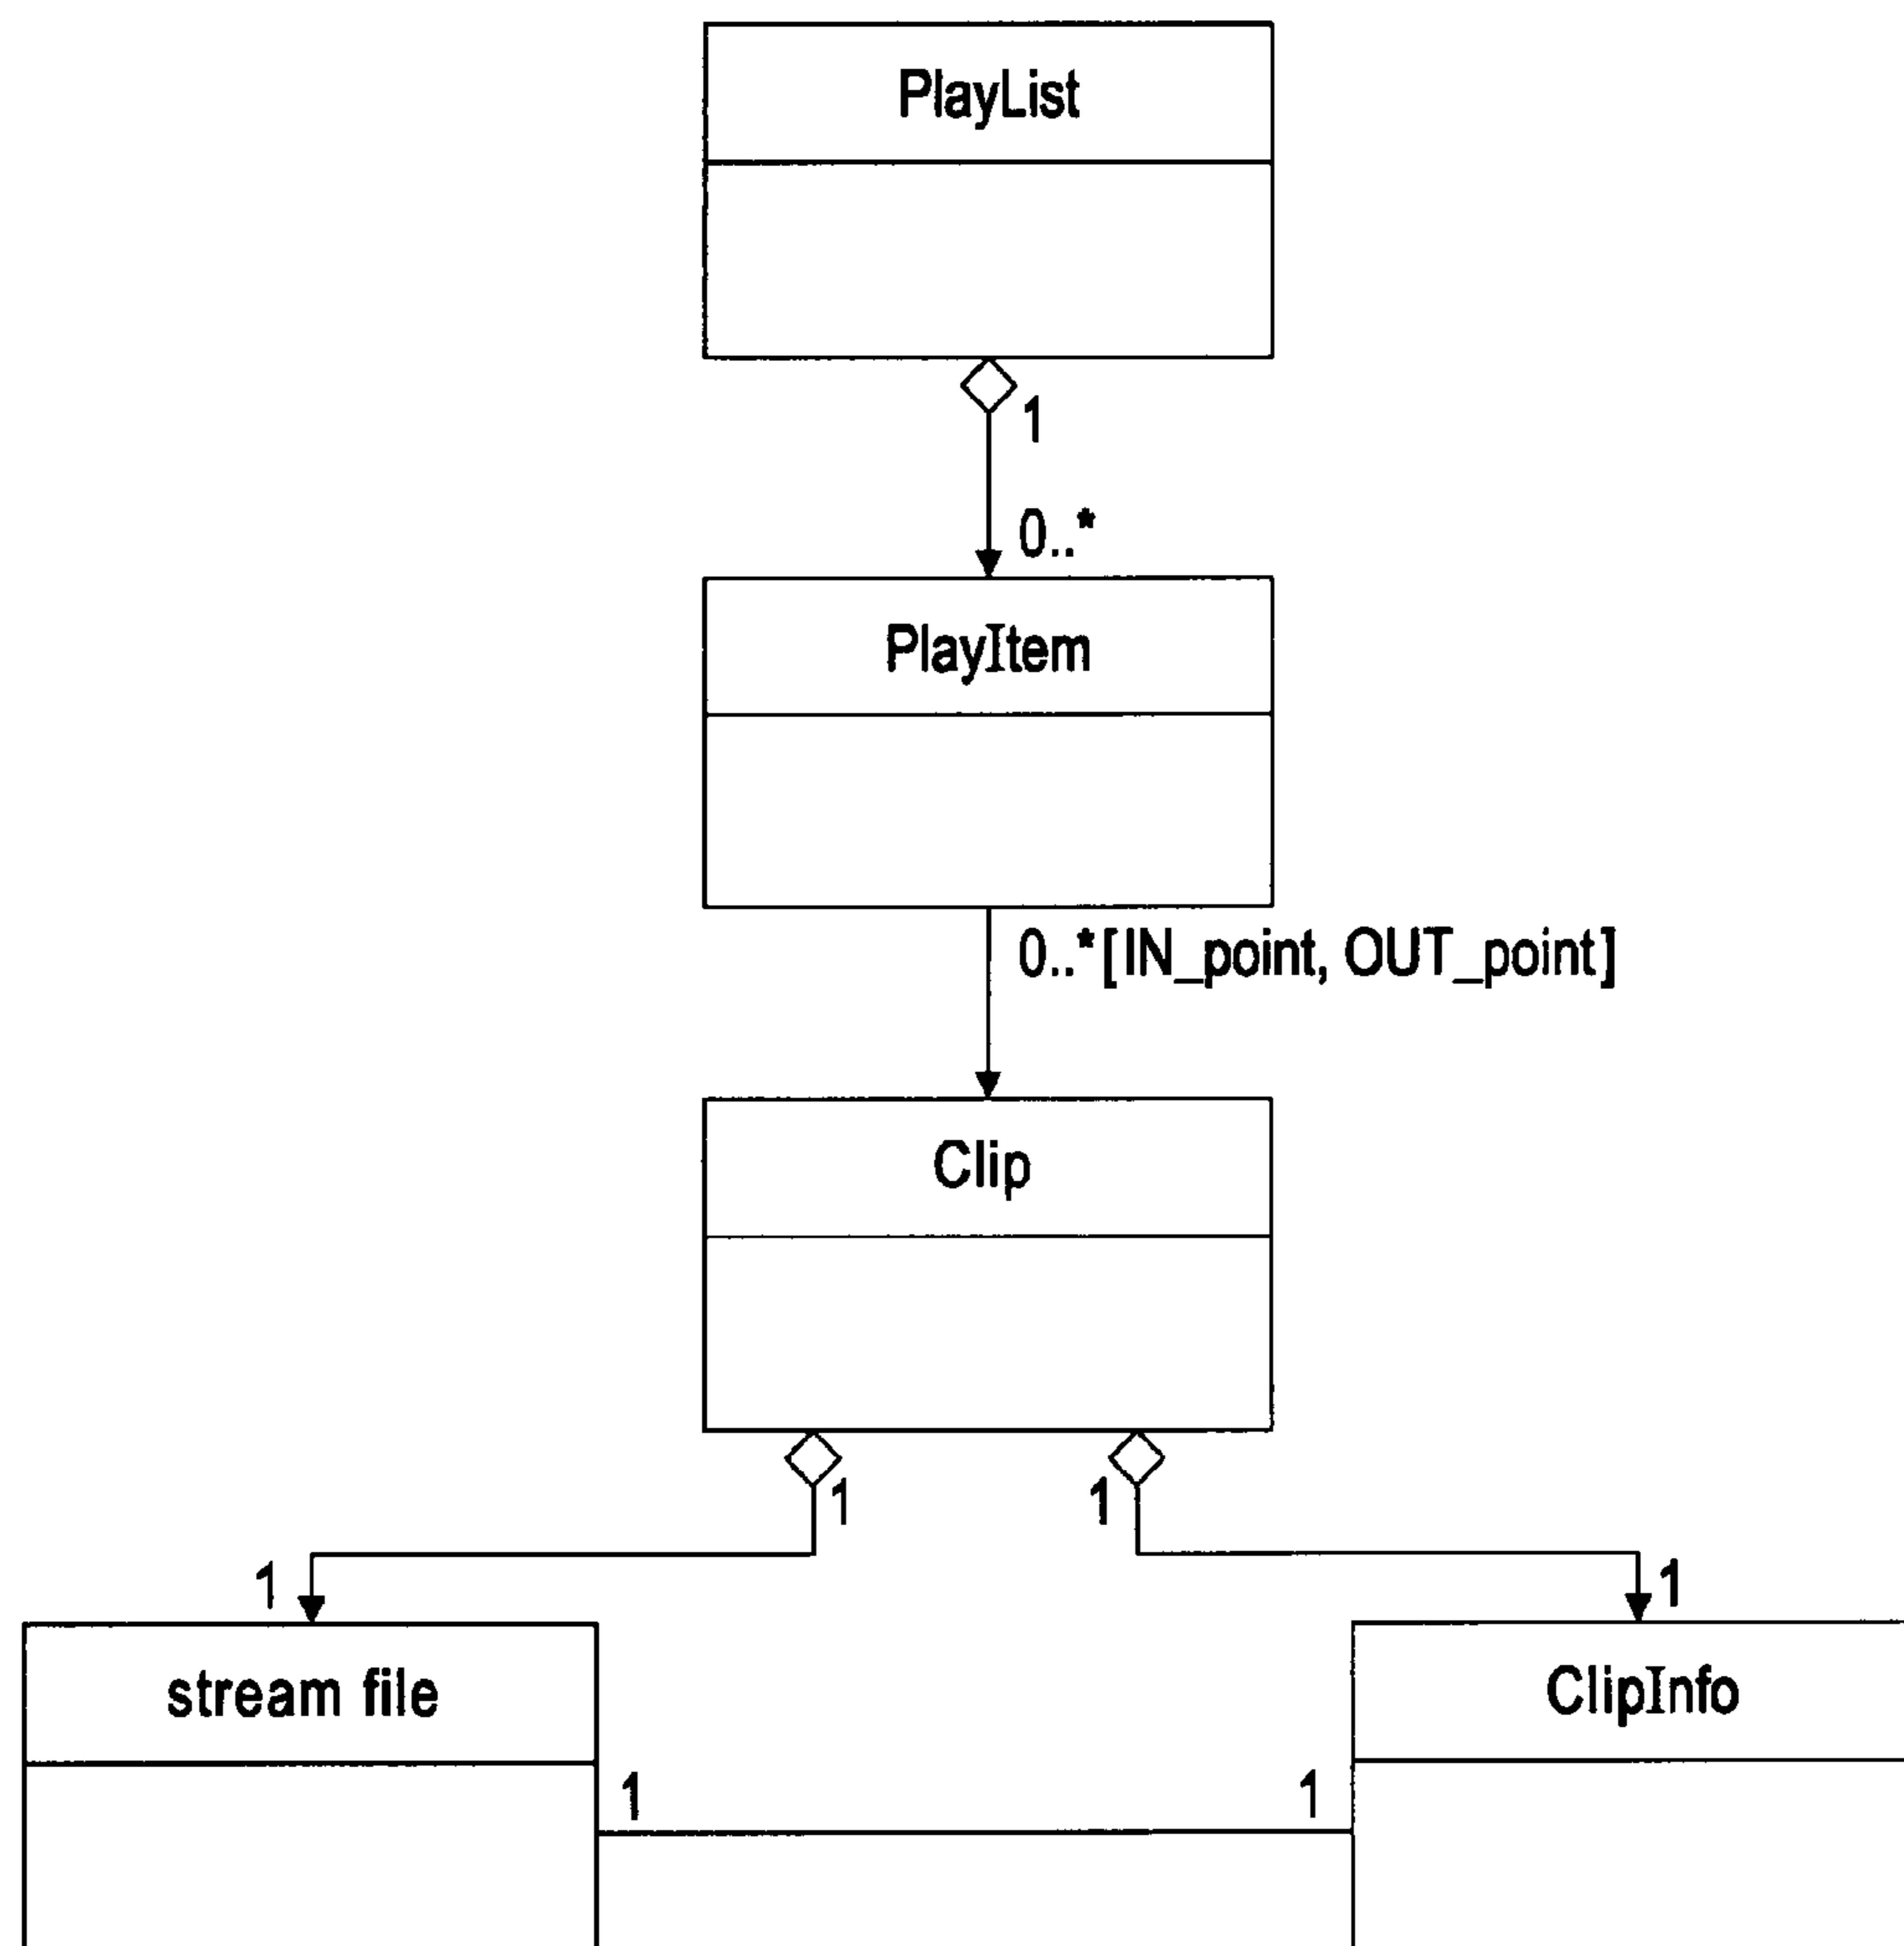 PlayList
1
0..*
PlayItem
0..*[IN_point, OUT_point]
Clip
1
1
1
1
stream file
ClipInfo
1
1